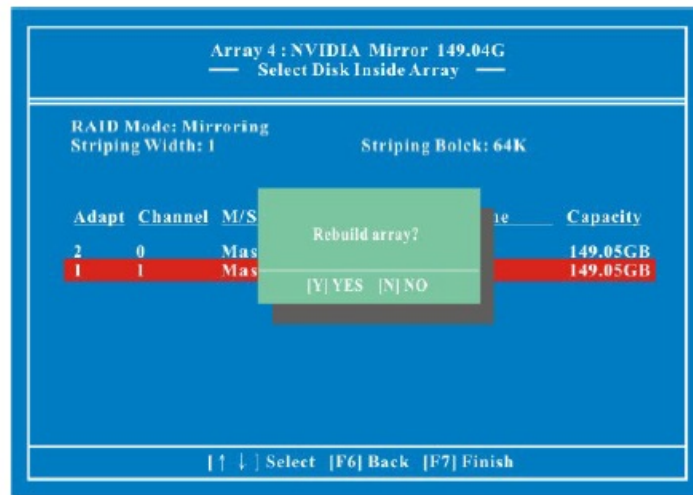 Array 4 : NVIDIA Mirror 149.04G
Select Disk Inside Array
RAID Mode: Mirroring
Striping Width: 1 Striping Bolck: 64K
Adapt Channel M/S Capacity
2 0 Mas 149.05GB
1 1 Mas 149.05GB
Rebuild array?
[Y] YES [N] NO
[↑ ↓ ] Select [F6] Back [F7] Finish